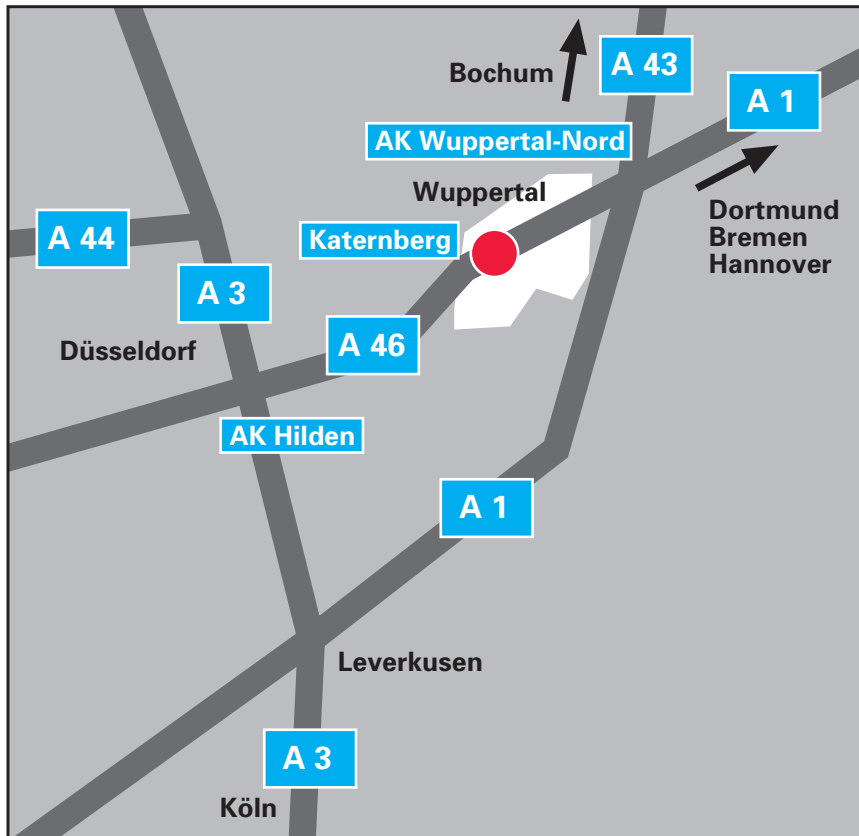 Bochum
A 43
A 1
AK Wuppertal-Nord
Wuppertal
Dortmund
Bremen
Hannover
A 44
Katernberg
A 3
Düsseldorf
A 46
AK Hilden
A 1
Leverkusen
A 3
Köln